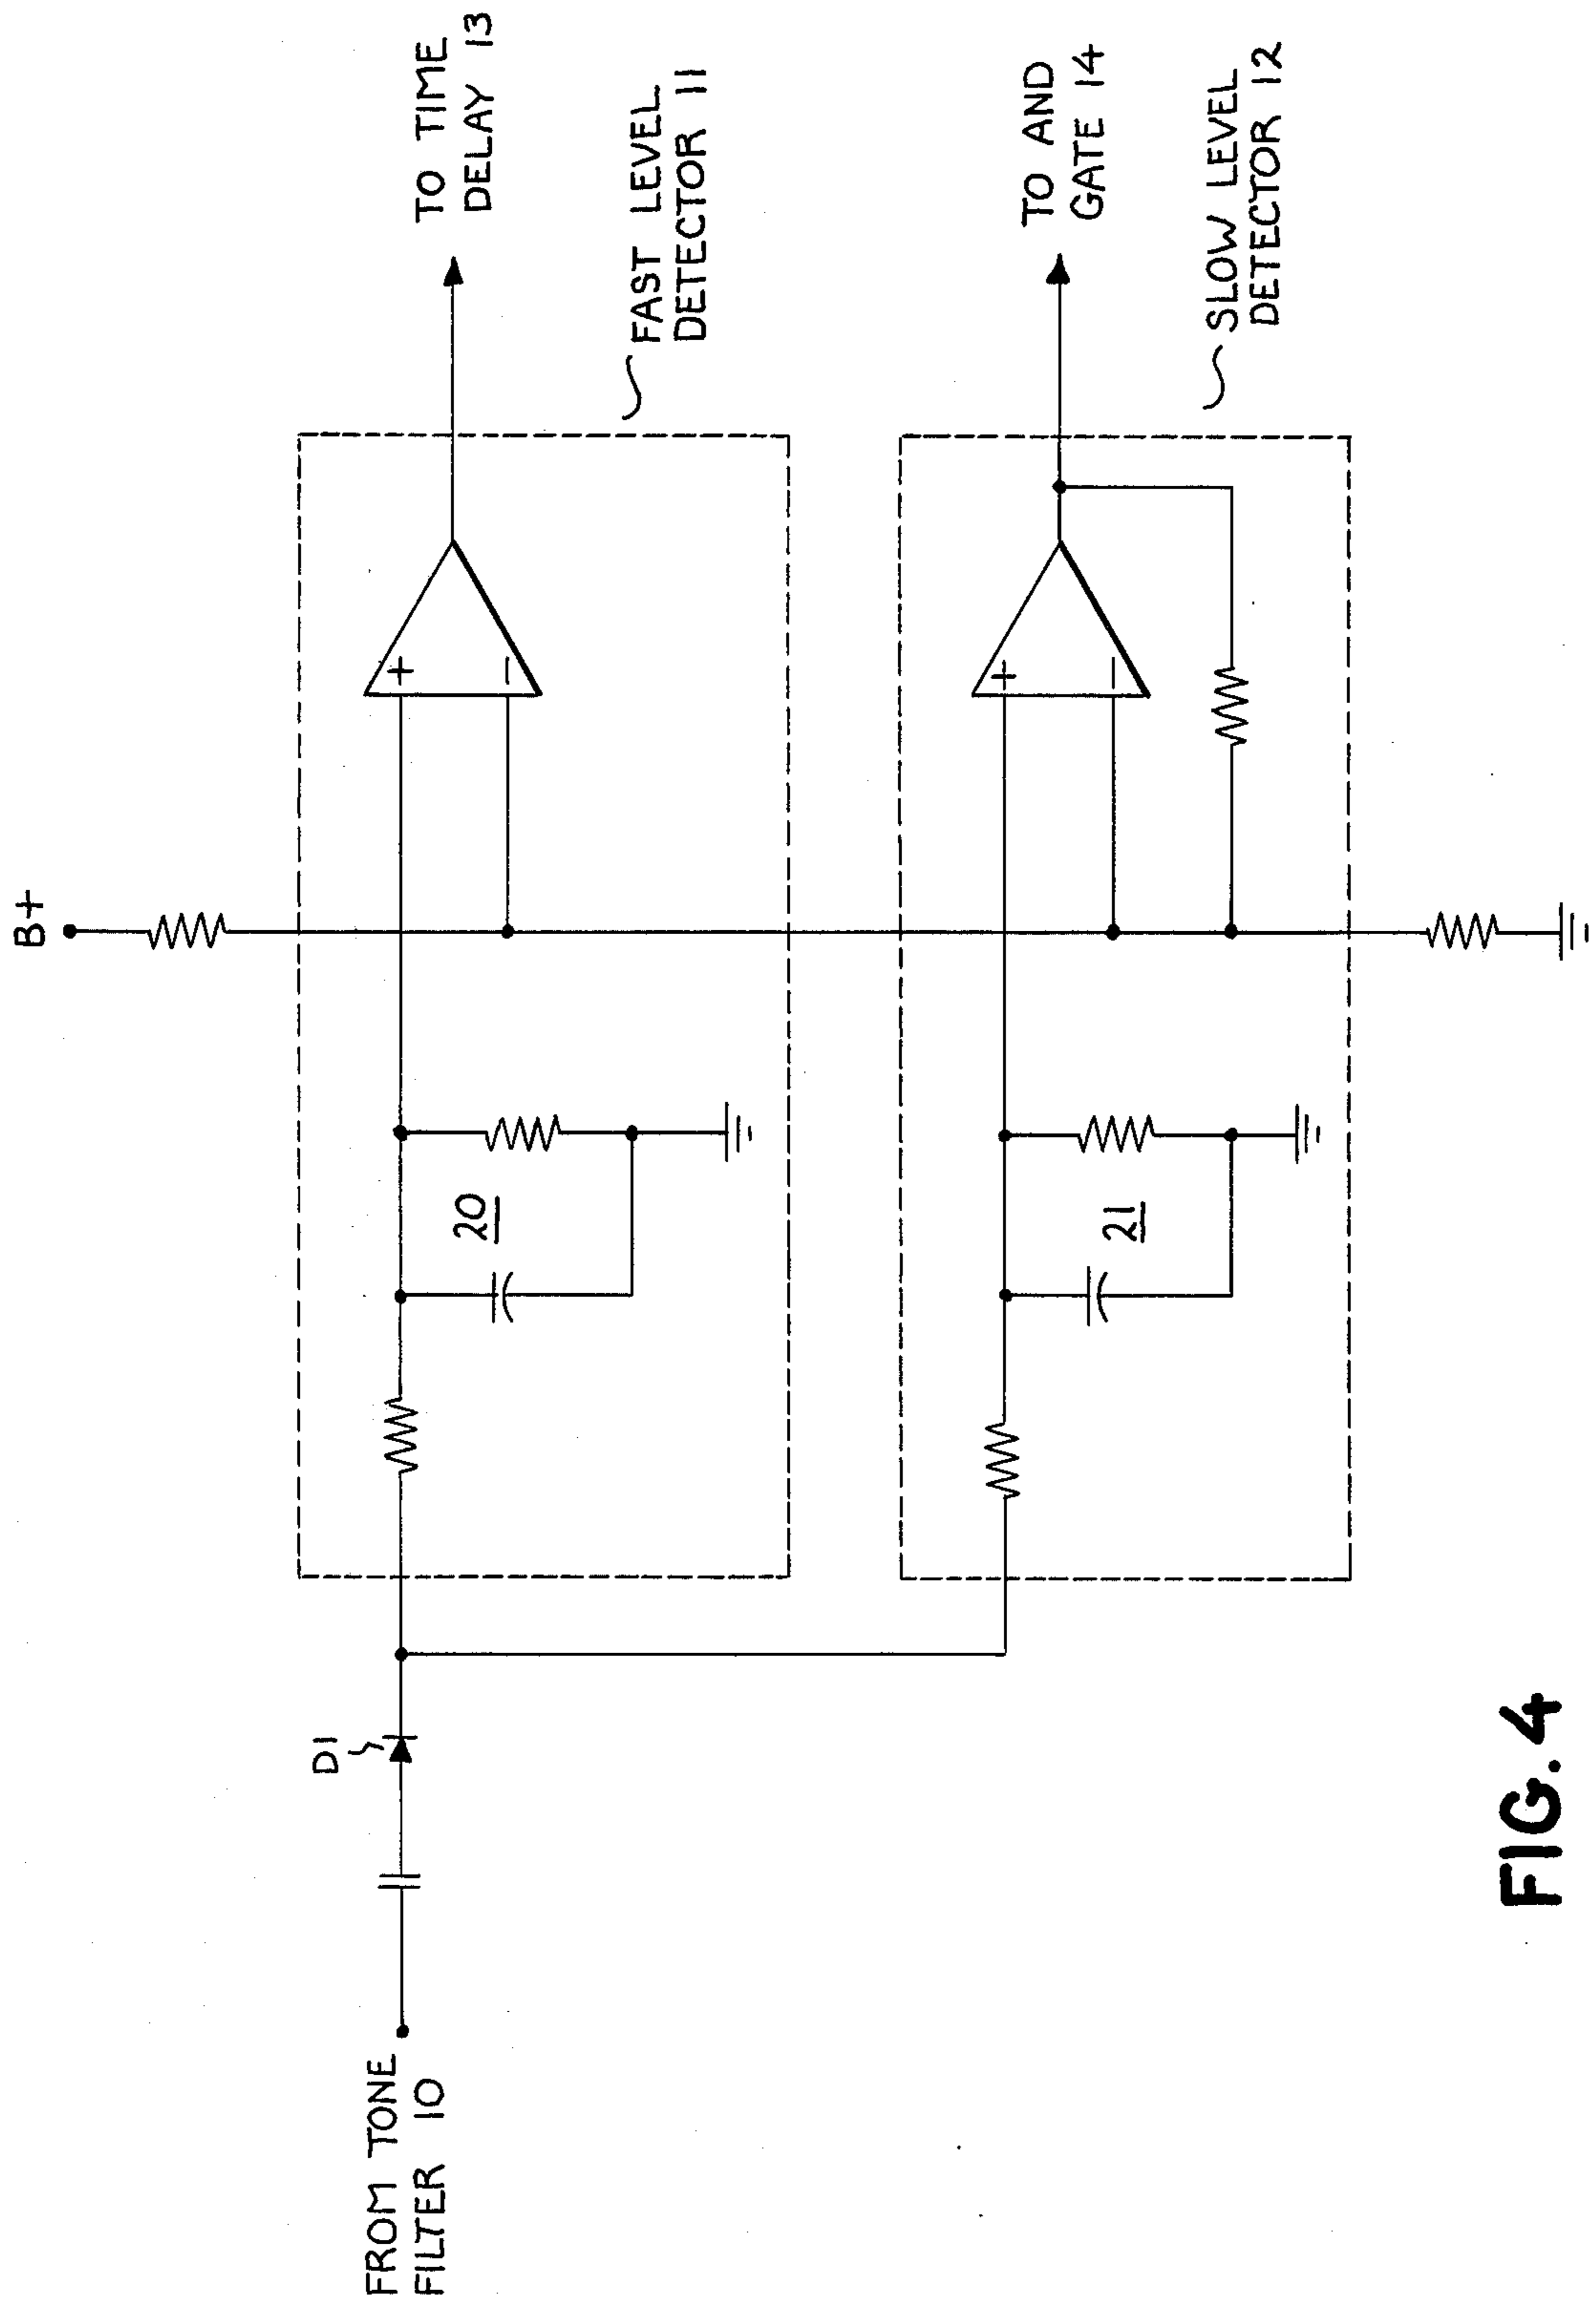 B+
TO TIME
DELAY 13
FAST LEVEL
DETECTOR 11
TO AND
GATE 14
SLOW LEVEL
DETECTOR 12
+
−
+
−
20
21
D1
FROM TONE
FILTER 10
FIG. 4